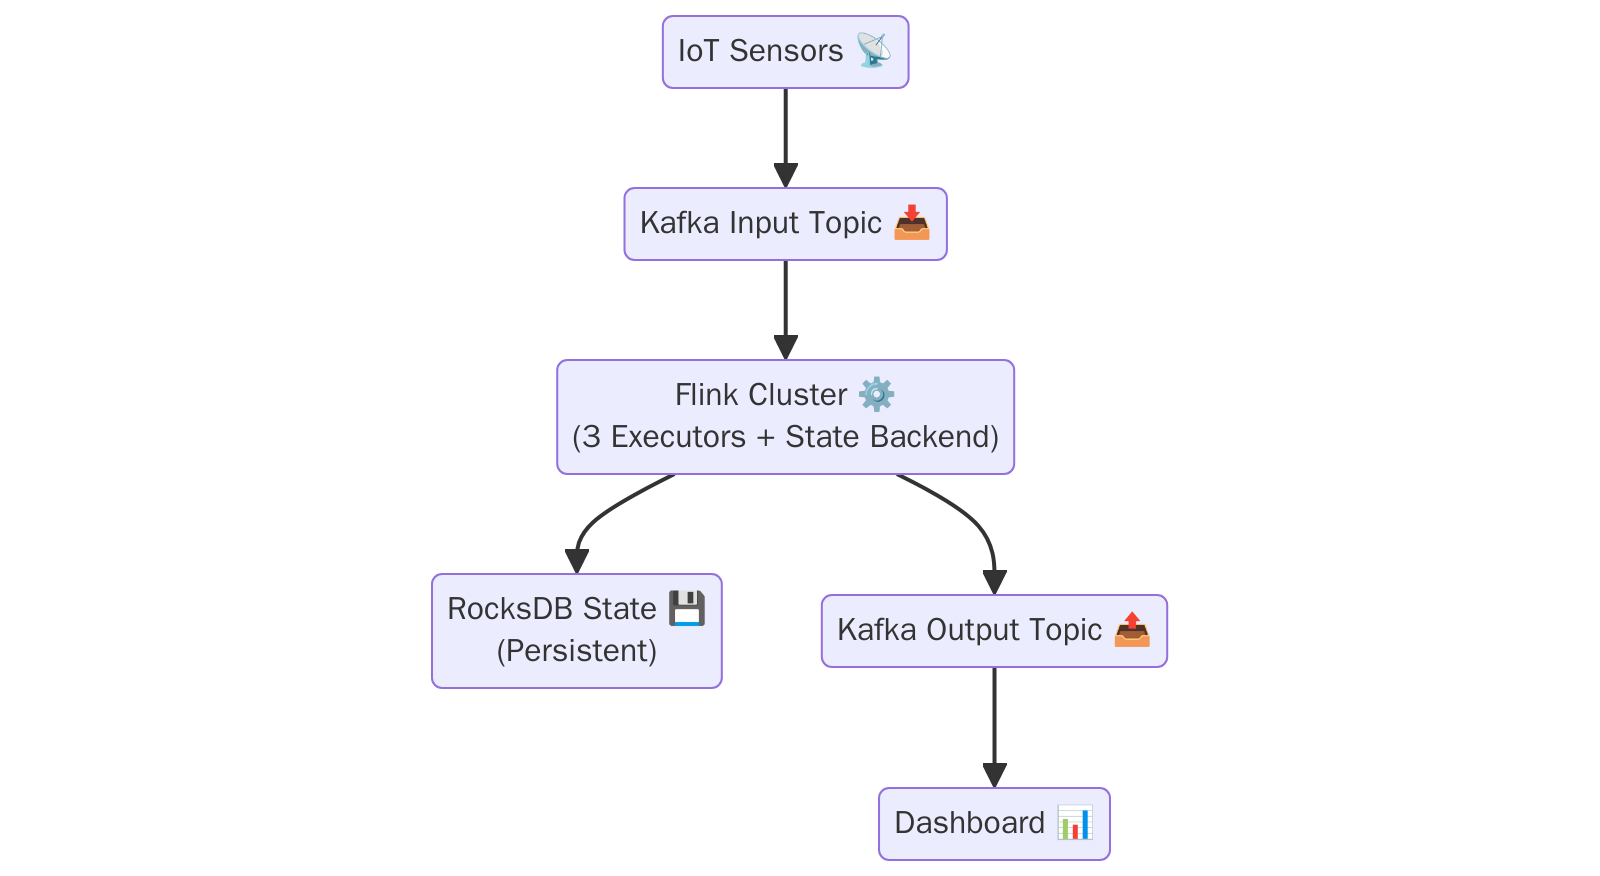 IoT Sensors 📡
Kafka Input Topic 📥
Flink Cluster ⚙️
(3 Executors + State Backend)
RocksDB State 💾
(Persistent)
Kafka Output Topic 📤
Dashboard 📊